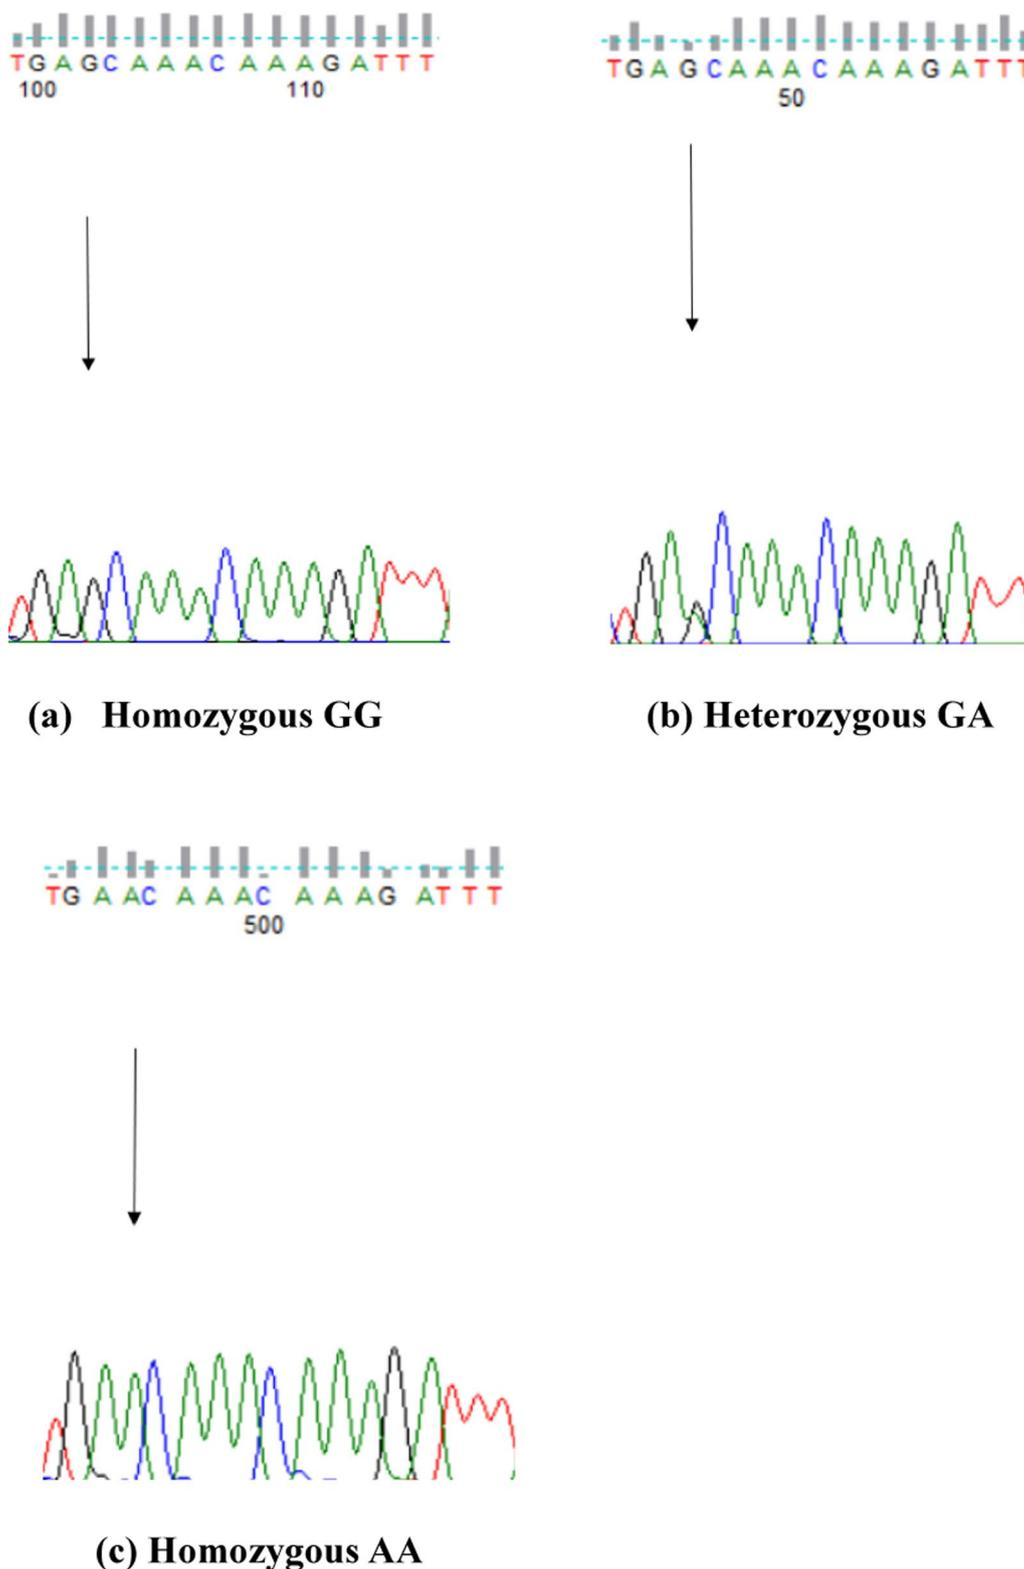 TGAGCAAACAAAGATTT
100 110
(a) Homozygous GG
TGAGCAAACAAAGATTT
50
(b) Heterozygous GA
TGAACAAACAAAGATTT
500
(c) Homozygous AA